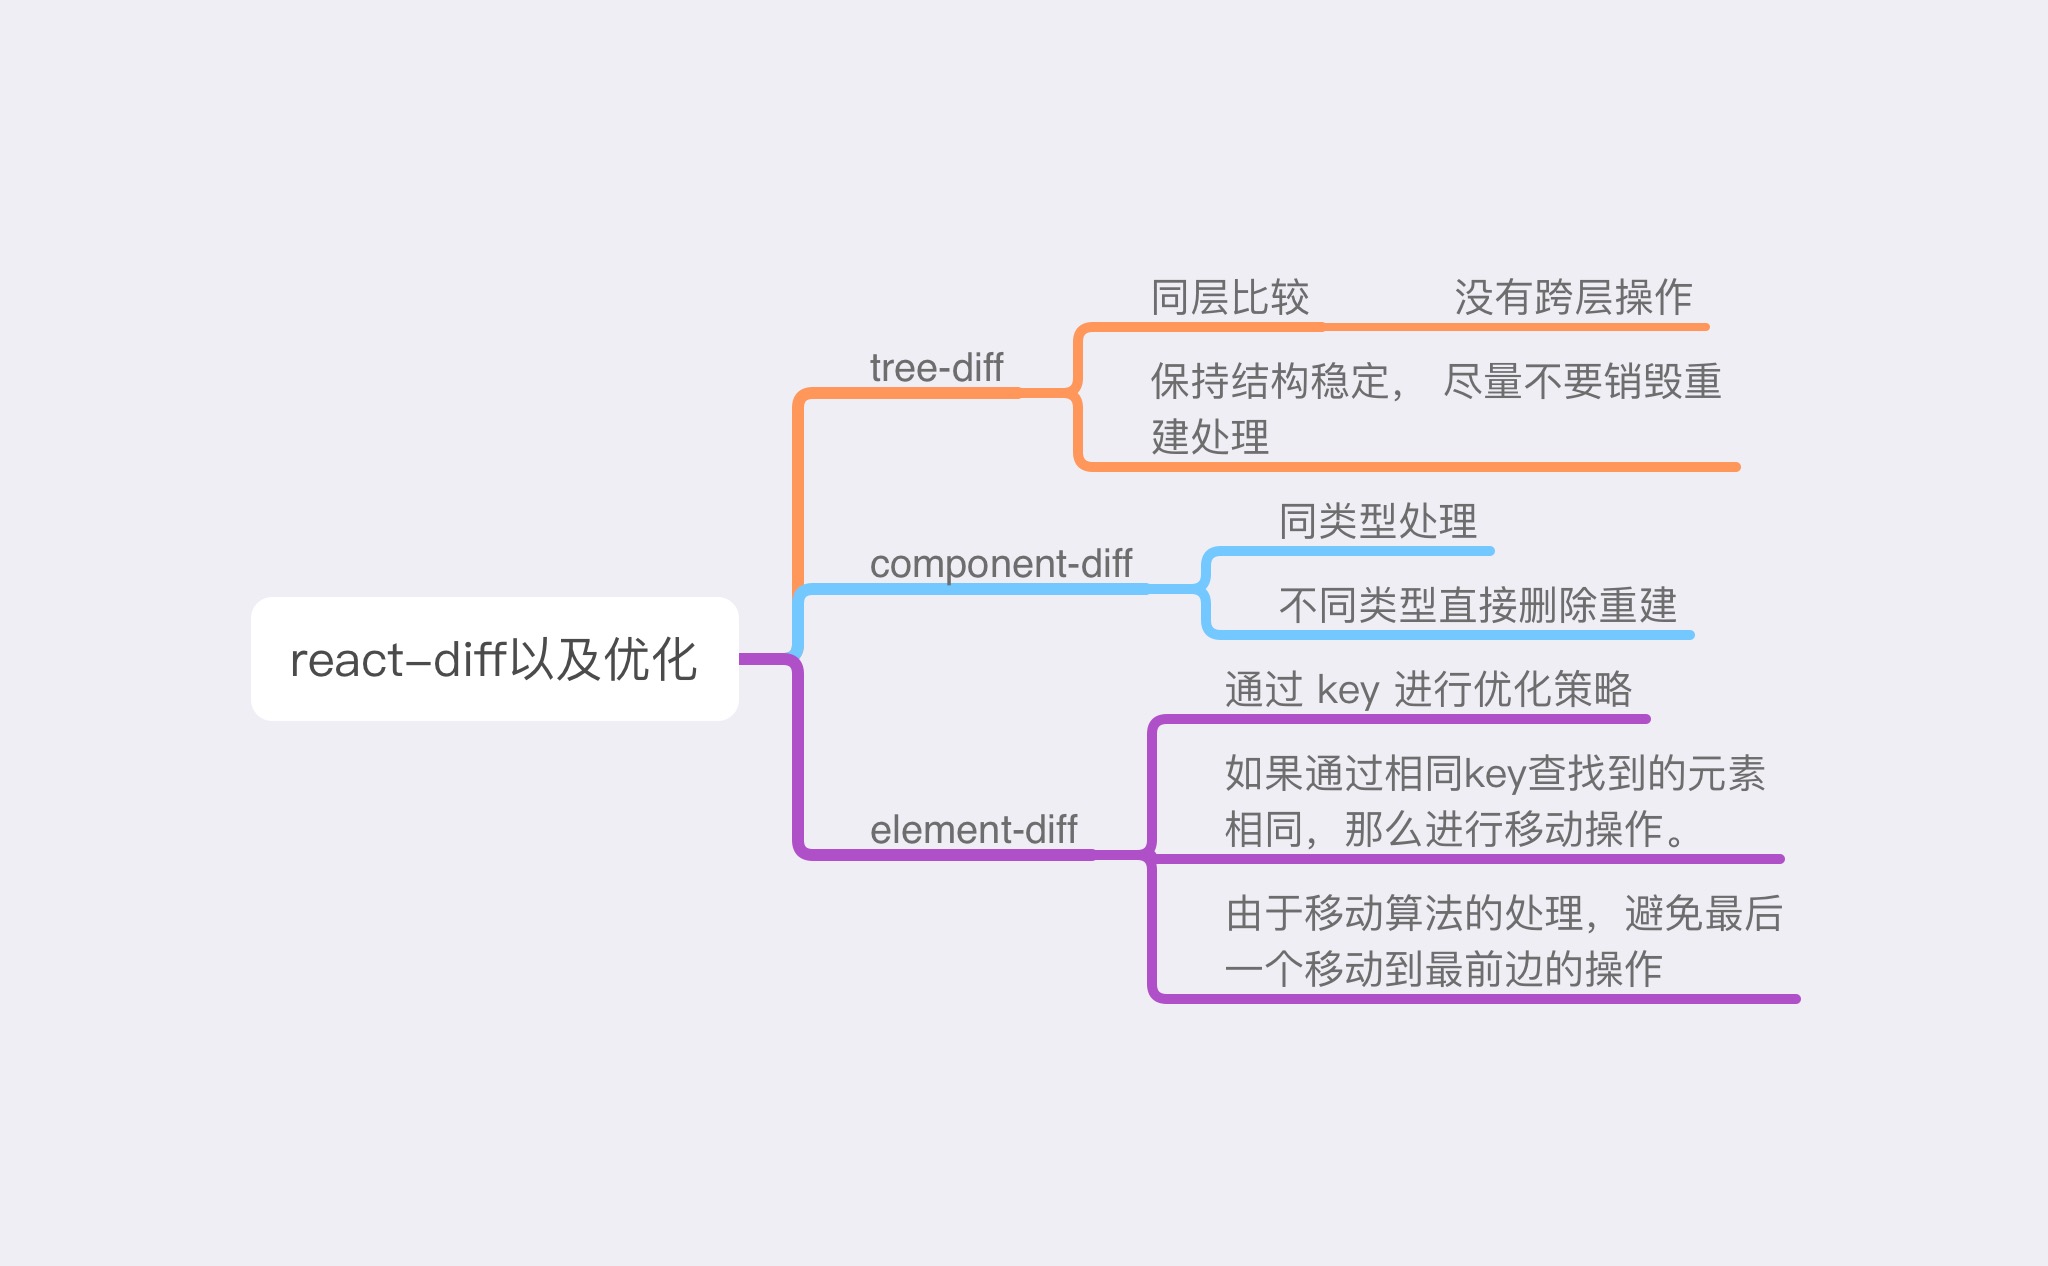 react-diff以及优化
tree-diff
同层比较
没有跨层操作
保持结构稳定， 尽量不要销毁重
建处理
component-diff
同类型处理
不同类型直接删除重建
element-diff
通过 key 进行优化策略
如果通过相同key查找到的元素
相同，那么进行移动操作。
由于移动算法的处理，避免最后
一个移动到最前边的操作